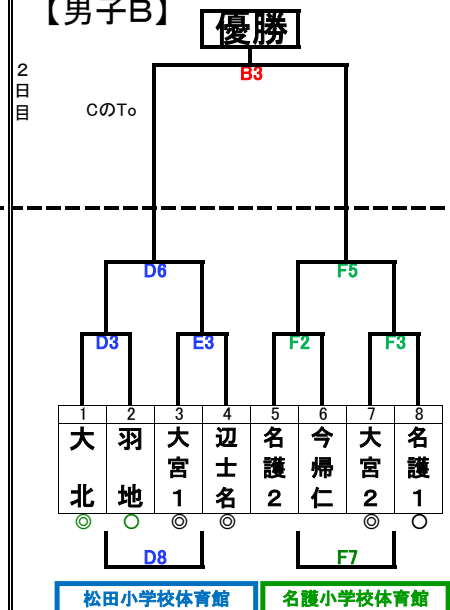 【男子B】
優勝
B3
2日目
CのTo
D6 F5
D3 E3 F2 F3
1 2 3 4 5 6 7 8
大北 羽地 大宮1 辺士名 名護2 今帰仁 大宮2 名護1
◎ ○ ◎ ◎ ◎ ○
D8 F7
松田小学校体育館 名護小学校体育館